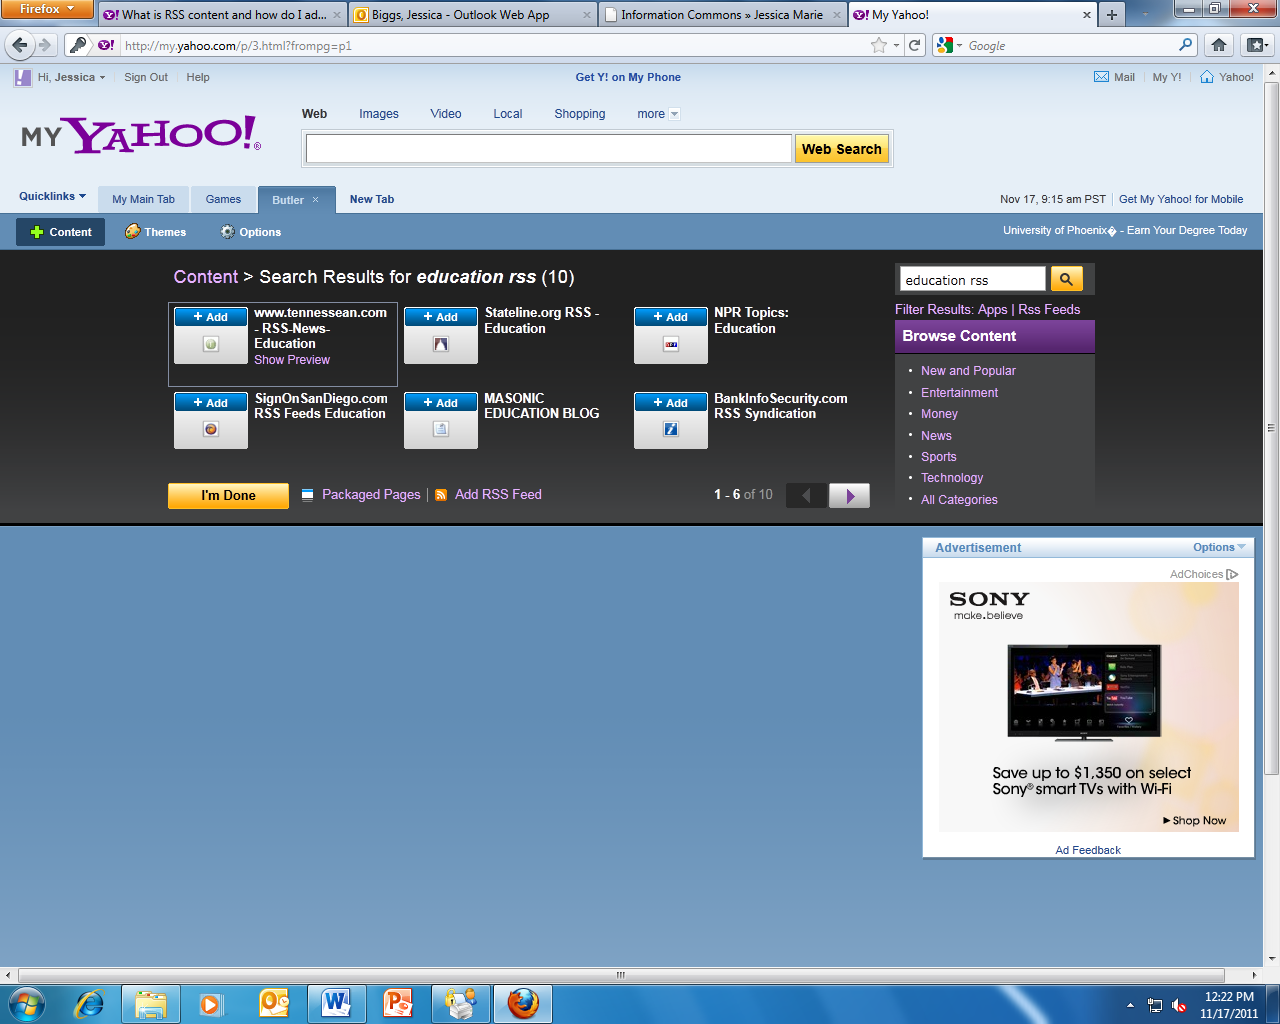 Firefox
What is RSS content and how do I ad...
Biggs, Jessica - Outlook Web App
Information Commons » Jessica Marie
My Yahoo!
http://my.yahoo.com/p/3.html?frompg=p1
Google
Hi, Jessica
Sign Out
Help
Get Y! on My Phone
Mail
My Y!
Yahoo!
MY YAHOO!
Web
Images
Video
Local
Shopping
more
Web Search
Quicklinks
My Main Tab
Games
Butler
New Tab
Nov 17, 9:15 am PST
Get My Yahoo! for Mobile
Content
Themes
Options
University of Phoenix� - Earn Your Degree Today
Content > Search Results for education rss (10)
education rss
Filter Results: Apps | Rss Feeds
+ Add
www.tennessean.com
- RSS-News-
Education
Show Preview
+ Add
Stateline.org RSS -
Education
+ Add
NPR Topics:
Education
+ Add
SignOnSanDiego.com
RSS Feeds Education
+ Add
MASONIC
EDUCATION BLOG
+ Add
BankInfoSecurity.com
RSS Syndication
Browse Content
• New and Popular
• Entertainment
• Money
• News
• Sports
• Technology
• All Categories
I'm Done
Packaged Pages
Add RSS Feed
1 - 6 of 10
Advertisement
Options
AdChoices
SONY
make.believe
Save up to $1,350 on select
Sony® smart TVs with Wi-Fi
Shop Now
Ad Feedback
12:22 PM
11/17/2011